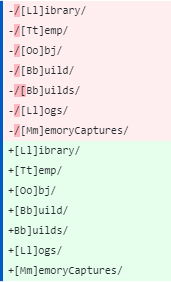 -/[Ll]ibrary/
-/[Tt]emp/
-/[Oo]bj/
-/[Bb]uild/
-/[Bb]uilds/
-/[Ll]ogs/
-/[Mm]emoryCaptures/
+[Ll]ibrary/
+[Tt]emp/
+[Oo]bj/
+[Bb]uild/
+Bb]uilds/
+[Ll]ogs/
+[Mm]emoryCaptures/